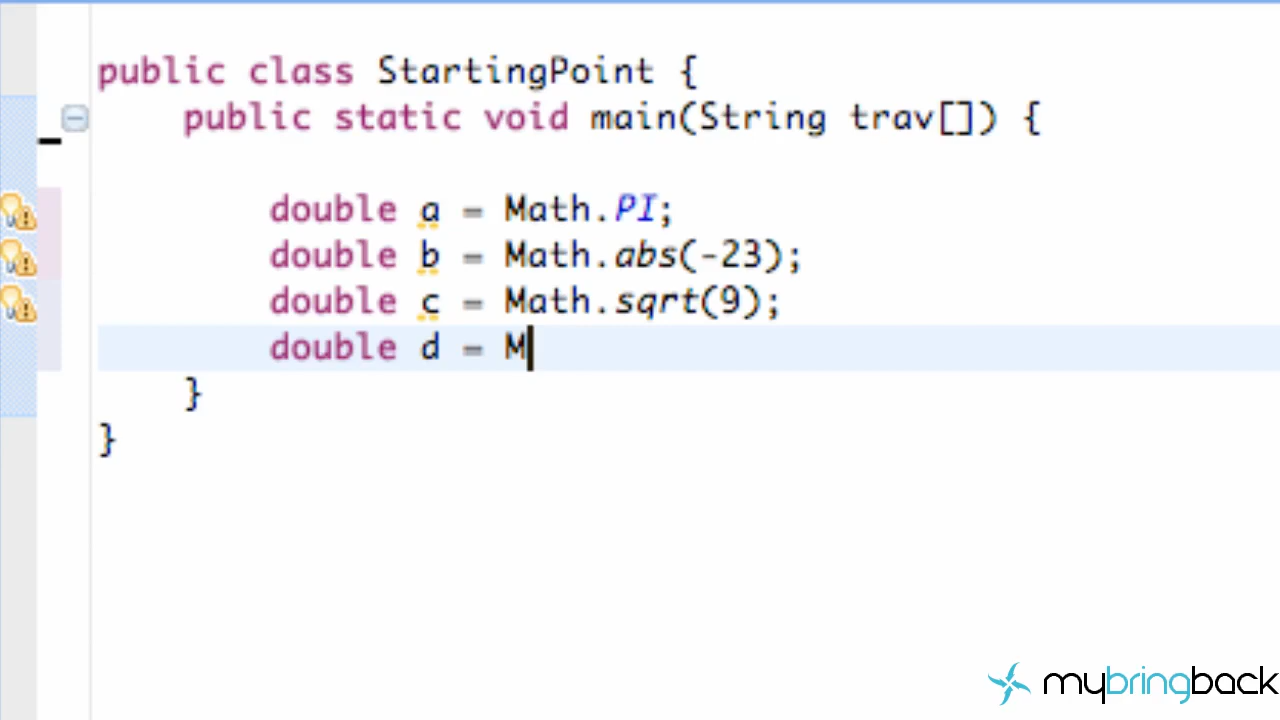 public class StartingPoint {
public static void main(String trav[]) {
double a = Math.PI;
double b = Math.abs(-23);
double c = Math.sqrt(9);
double d = M
}
}
mybringback